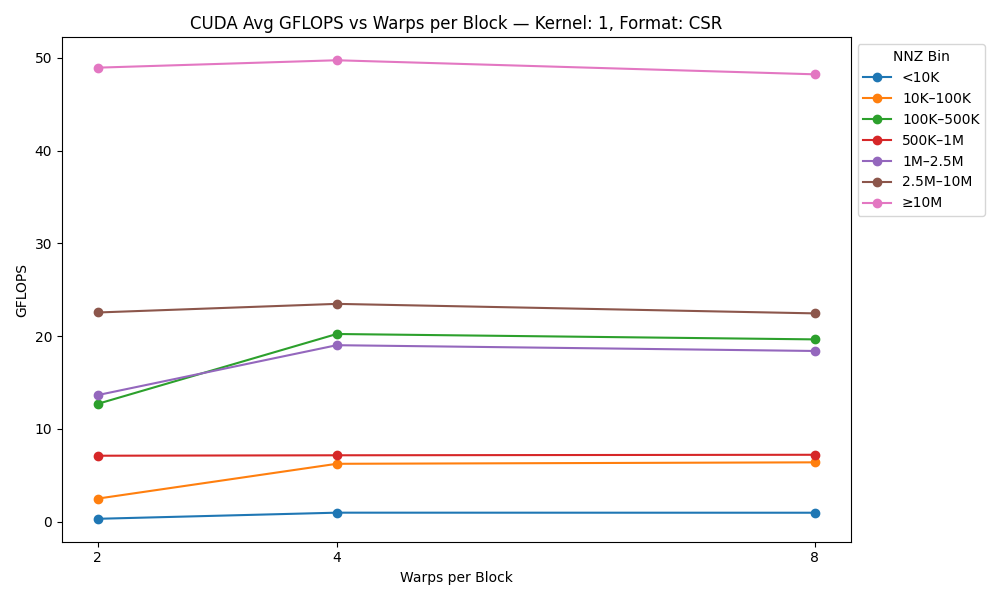 CUDA Avg GFLOPS vs Warps per Block — Kernel: 1, Format: CSR
50
40
30
20
10
0
GFLOPS
2
4
8
Warps per Block
NNZ Bin
<10K
10K–100K
100K–500K
500K–1M
1M–2.5M
2.5M–10M
≥10M